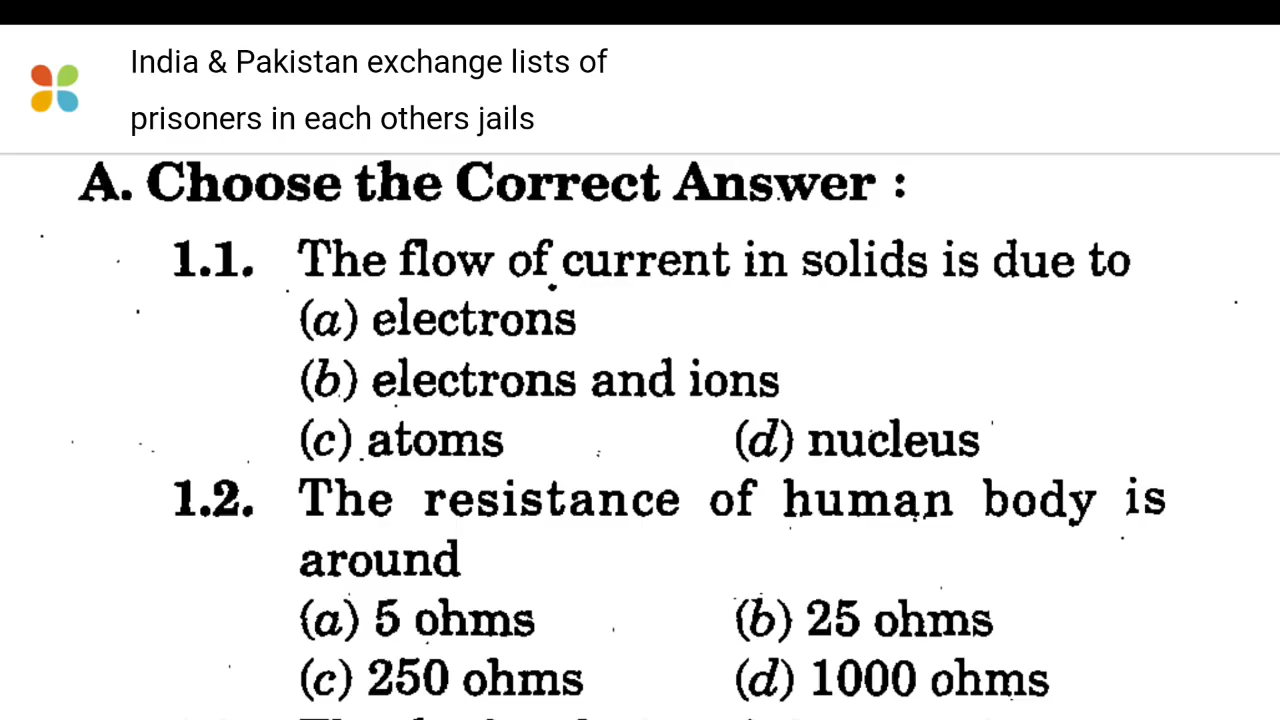 India & Pakistan exchange lists of
prisoners in each others jails
A. Choose the Correct Answer :
1.1. The flow of current in solids is due to
(a) electrons
(b) electrons and ions
(c) atoms (d) nucleus
1.2. The resistance of human body is
around
(a) 5 ohms (b) 25 ohms
(c) 250 ohms (d) 1000 ohms